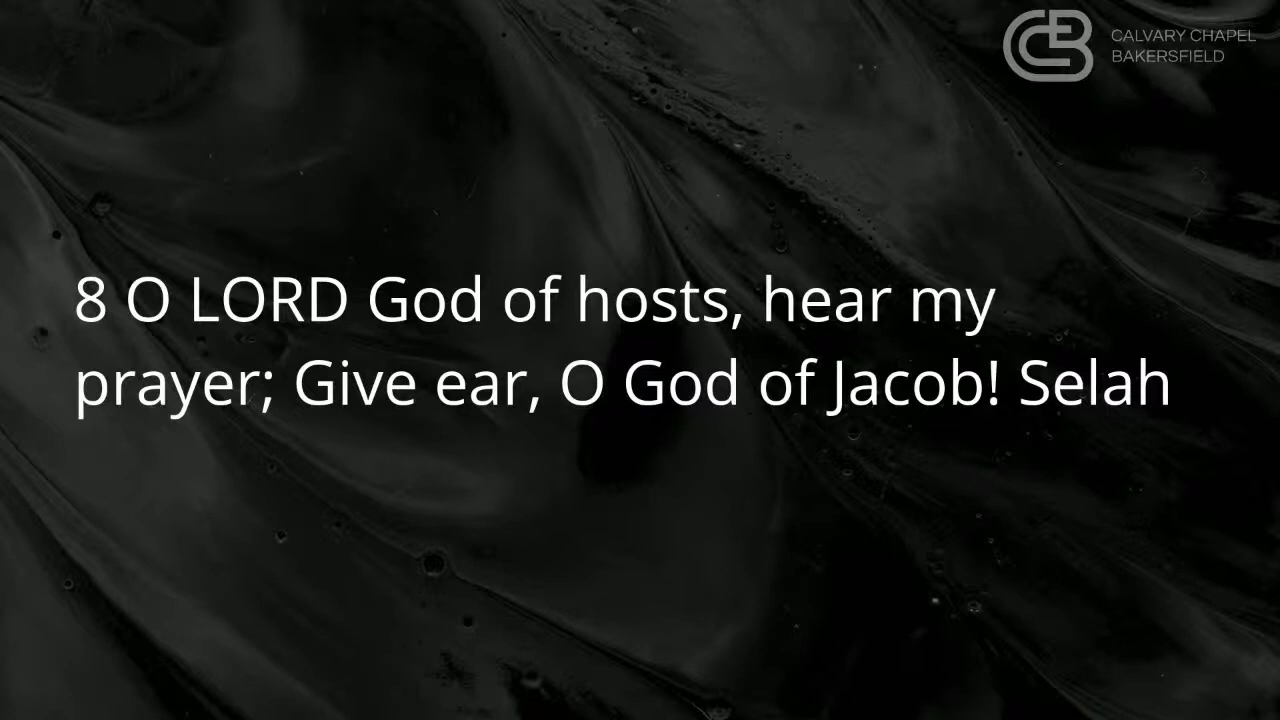 CALVARY CHAPEL
BAKERSFIELD
8 O LORD God of hosts, hear my
prayer; Give ear, O God of Jacob! Selah